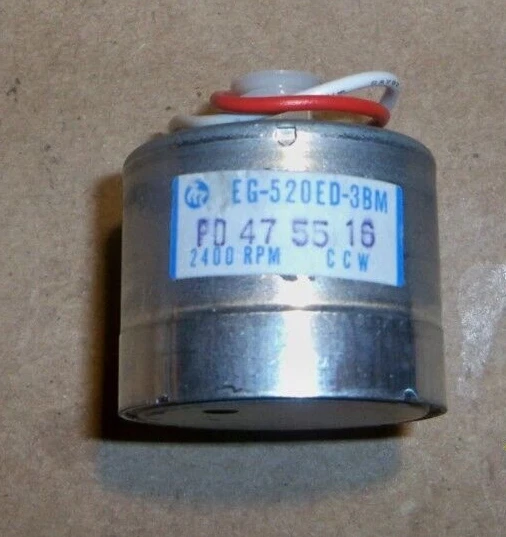 EG-520ED-3BM
PD 47 55 16
2400 RPM CCW